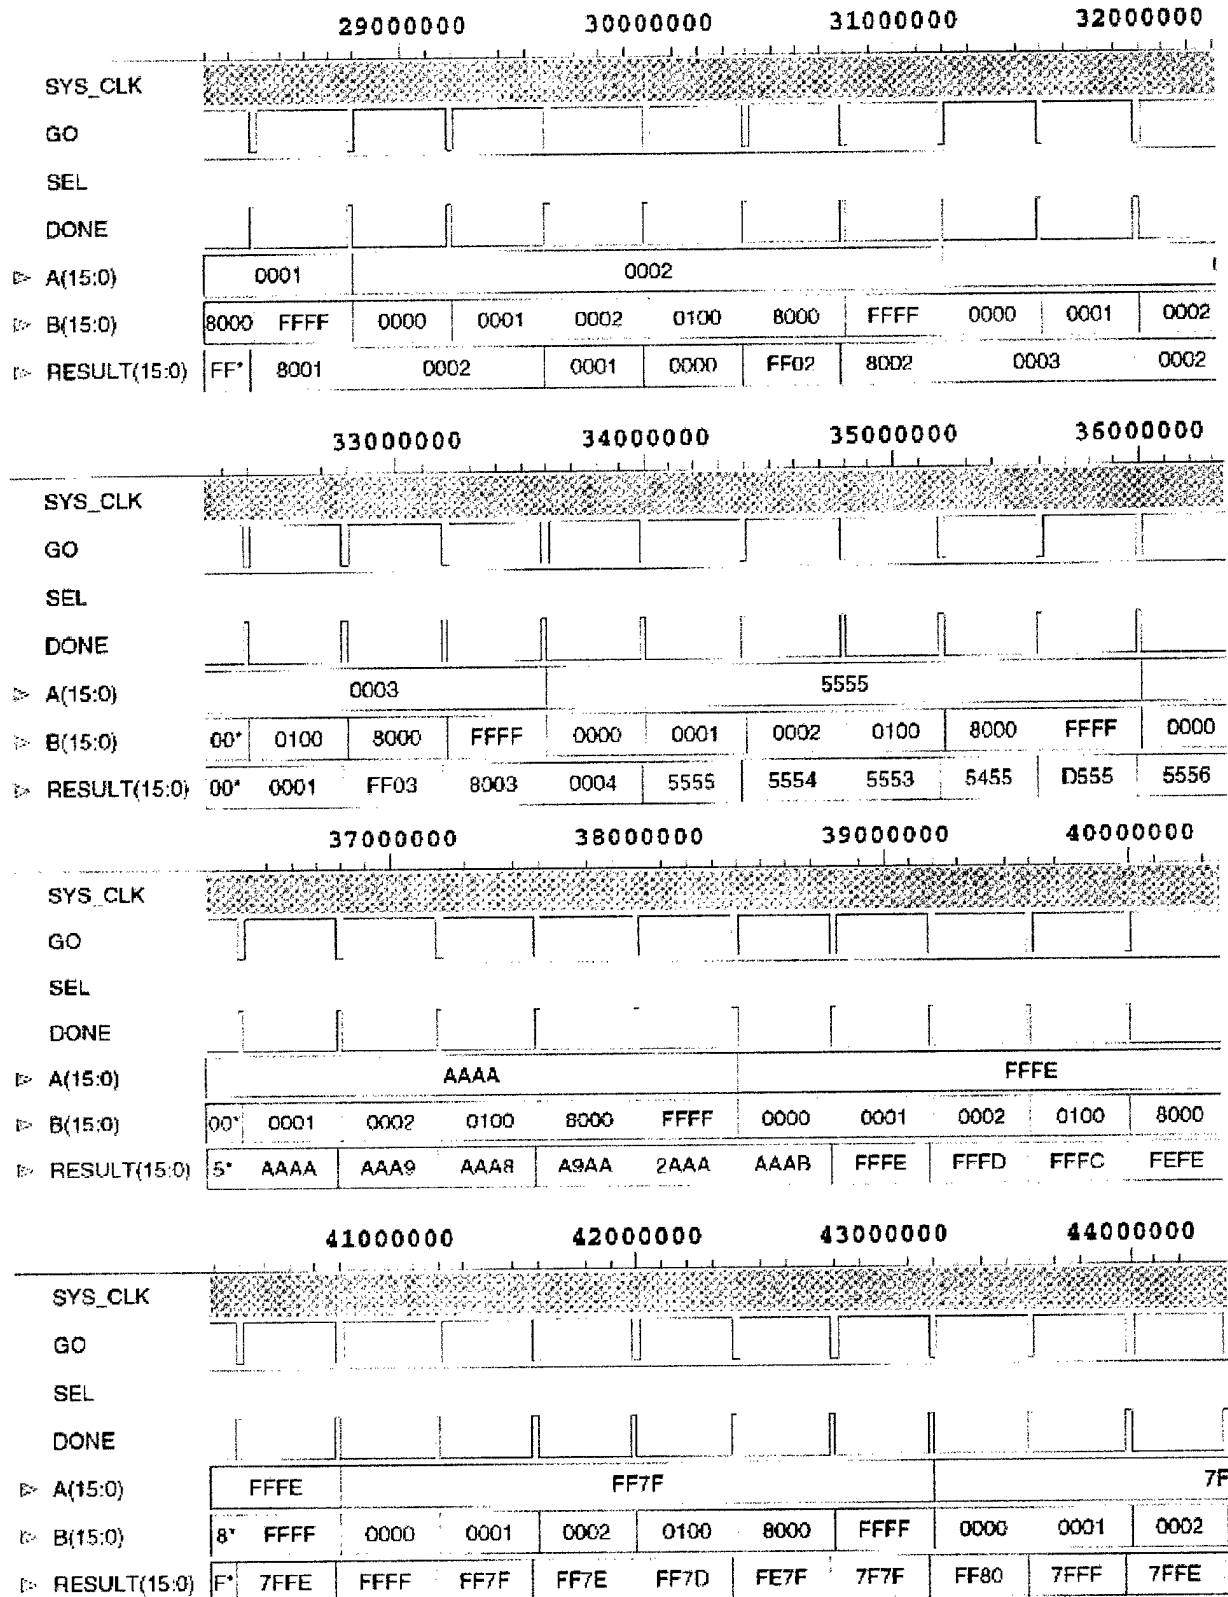 29000000 30000000 31000000 32000000
SYS_CLK
GO
SEL
DONE
A(15:0) 0001 0002
B(15:0) 8000 FFFF 0000 0001 0002 0100 8000 FFFF 0000 0001 0002
RESULT(15:0) FF* 8001 0002 0001 0000 FF02 8002 0003 0002
33000000 34000000 35000000 36000000
SYS_CLK
GO
SEL
DONE
A(15:0) 0003 5555
B(15:0) 00* 0100 8000 FFFF 0000 0001 0002 0100 8000 FFFF 0000
RESULT(15:0) 00* 0001 FF03 8003 0004 5555 5554 5553 5455 D555 5556
37000000 38000000 39000000 40000000
SYS_CLK
GO
SEL
DONE
A(15:0) AAAA FFFE
B(15:0) 00* 0001 0002 0100 8000 FFFF 0000 0001 0002 0100 8000
RESULT(15:0) 5* AAAA AAA9 AAA8 A9AA 2AAA AAAB FFFE FFFD FFFC FEFE
41000000 42000000 43000000 44000000
SYS_CLK
GO
SEL
DONE
A(15:0) FFFE FF7F 7F
B(15:0) 8* FFFF 0000 0001 0002 0100 8000 FFFF 0000 0001 0002
RESULT(15:0) F* 7FFE FFFF FF7F FF7E FF7D FE7F 7F7F FF80 7FFF 7FFE